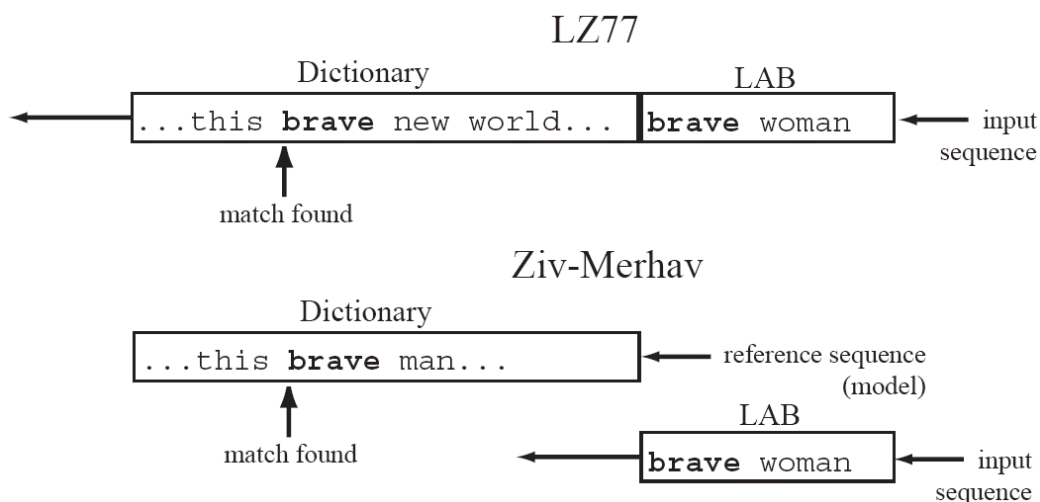 LZ77
Dictionary LAB
...this brave new world... brave woman input
sequence
match found
Ziv-Merhav
Dictionary
...this brave man... reference sequence
(model)
LAB
match found
brave woman input
sequence